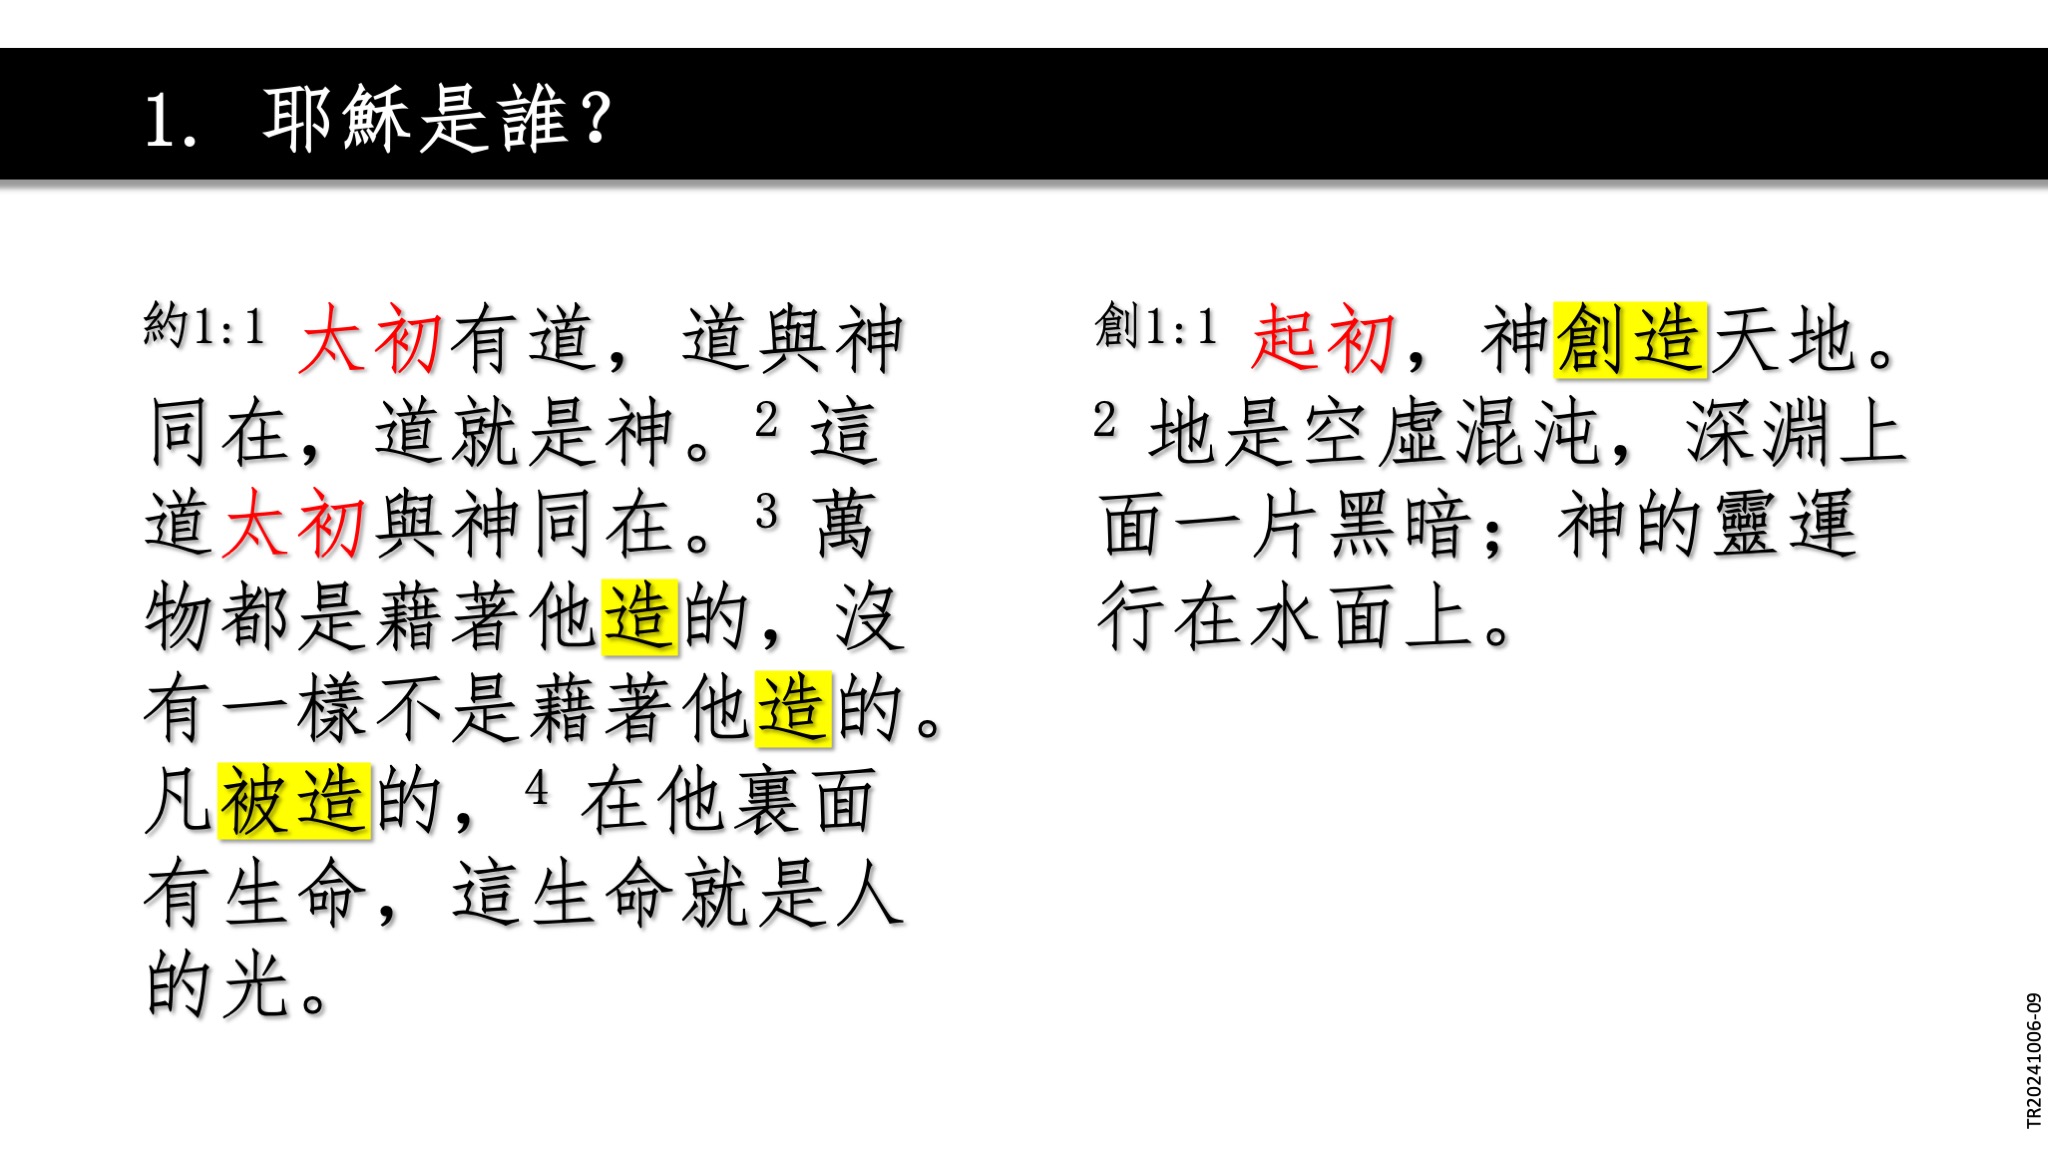 1. 耶穌是誰？
約1:1 太初有道，道與神
同在，道就是神。2 這
道太初與神同在。3 萬
物都是藉著他造的，沒
有一樣不是藉著他造的。
凡被造的，4 在他裏面
有生命，這生命就是人
的光。
創1:1 起初，神創造天地。
2 地是空虛混沌，深淵上
面一片黑暗；神的靈運
行在水面上。
TR20241006-09